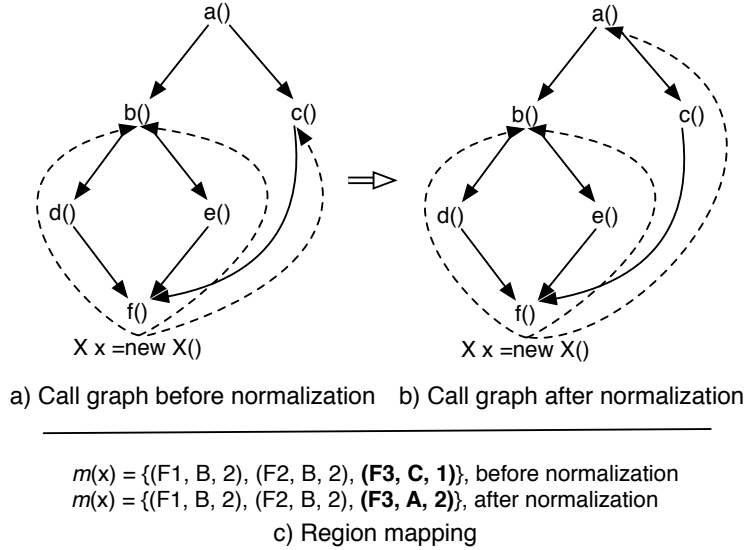 a()
b()
c()
d()
e()
f()
X x =new X()
a) Call graph before normalization
a()
b()
c()
d()
e()
f()
X x =new X()
b) Call graph after normalization
m(x) = {(F1, B, 2), (F2, B, 2), (F3, C, 1)}, before normalization
m(x) = {(F1, B, 2), (F2, B, 2), (F3, A, 2)}, after normalization
c) Region mapping